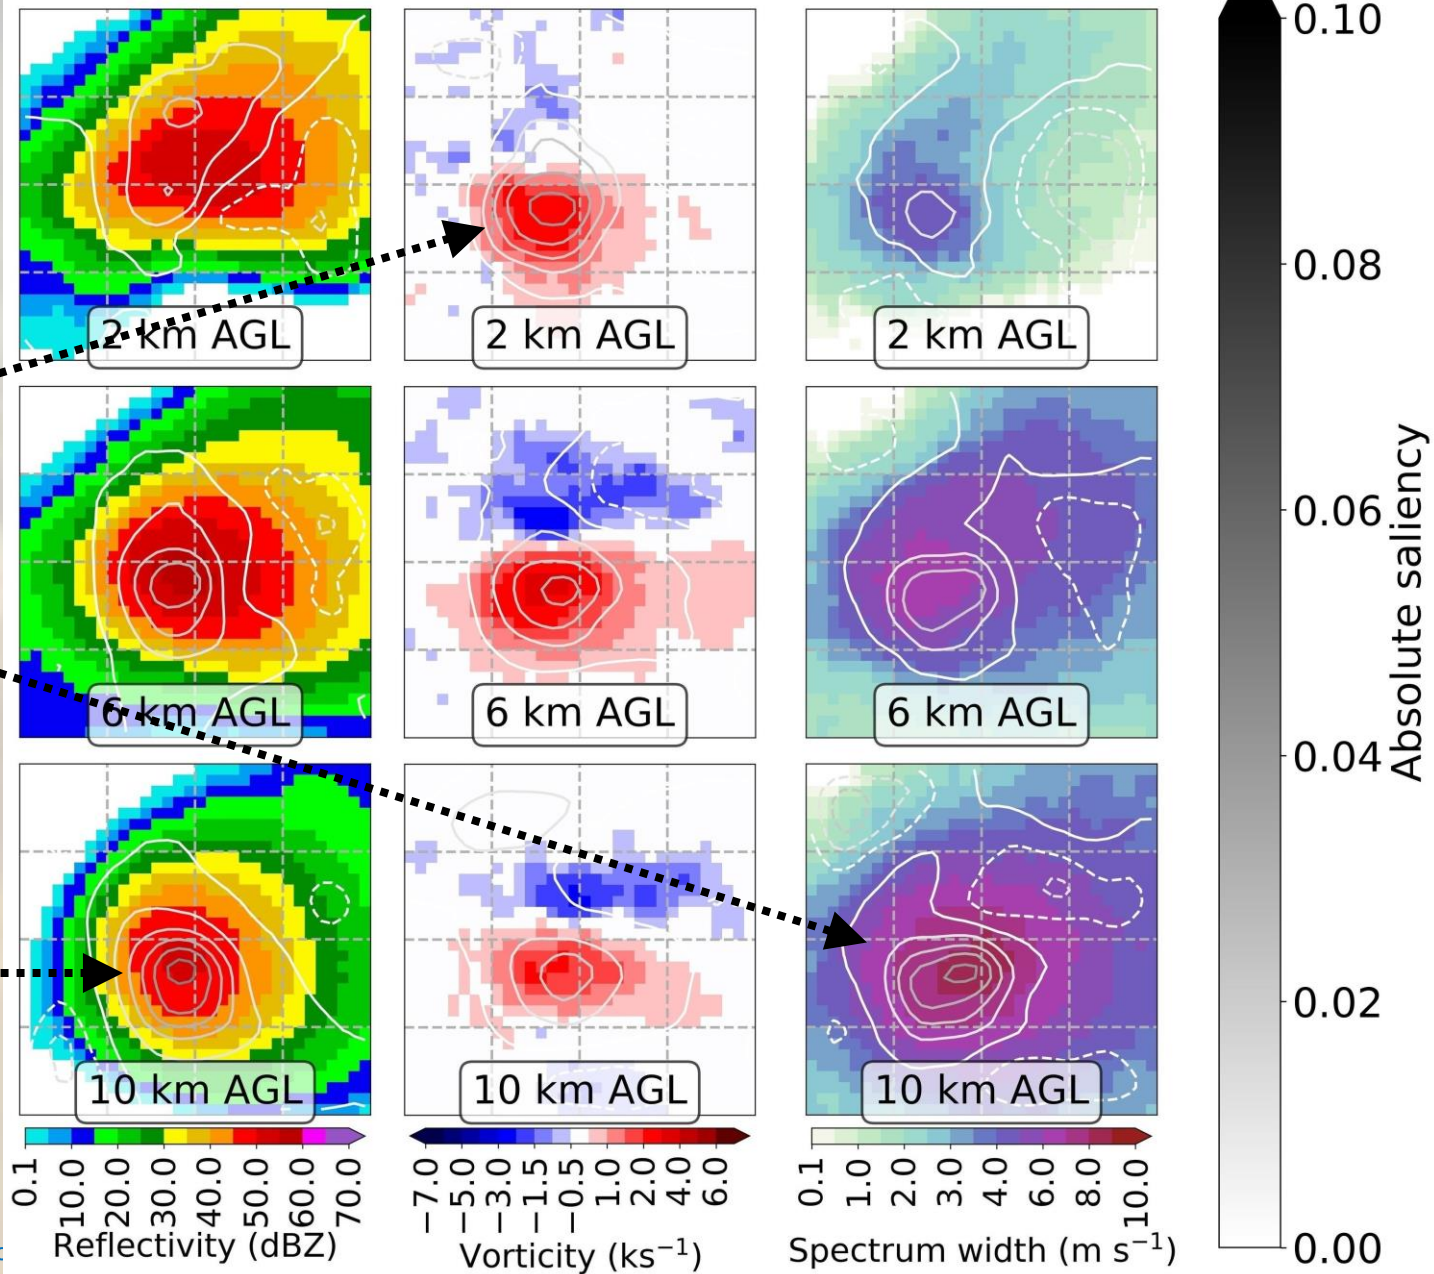 2 km AGL
2 km AGL
2 km AGL
6 km AGL
6 km AGL
6 km AGL
10 km AGL
10 km AGL
10 km AGL
0.1
10.0
20.0
30.0
40.0
50.0
60.0
70.0
Reflectivity (dBZ)
−7.0
−5.0
−3.0
−1.5
−0.5
1.0
2.0
4.0
6.0
Vorticity (ks⁻¹)
0.1
1.0
2.0
3.0
4.0
6.0
8.0
10.0
Spectrum width (m s⁻¹)
0.10
0.08
0.06
0.04
0.02
0.00
Absolute saliency